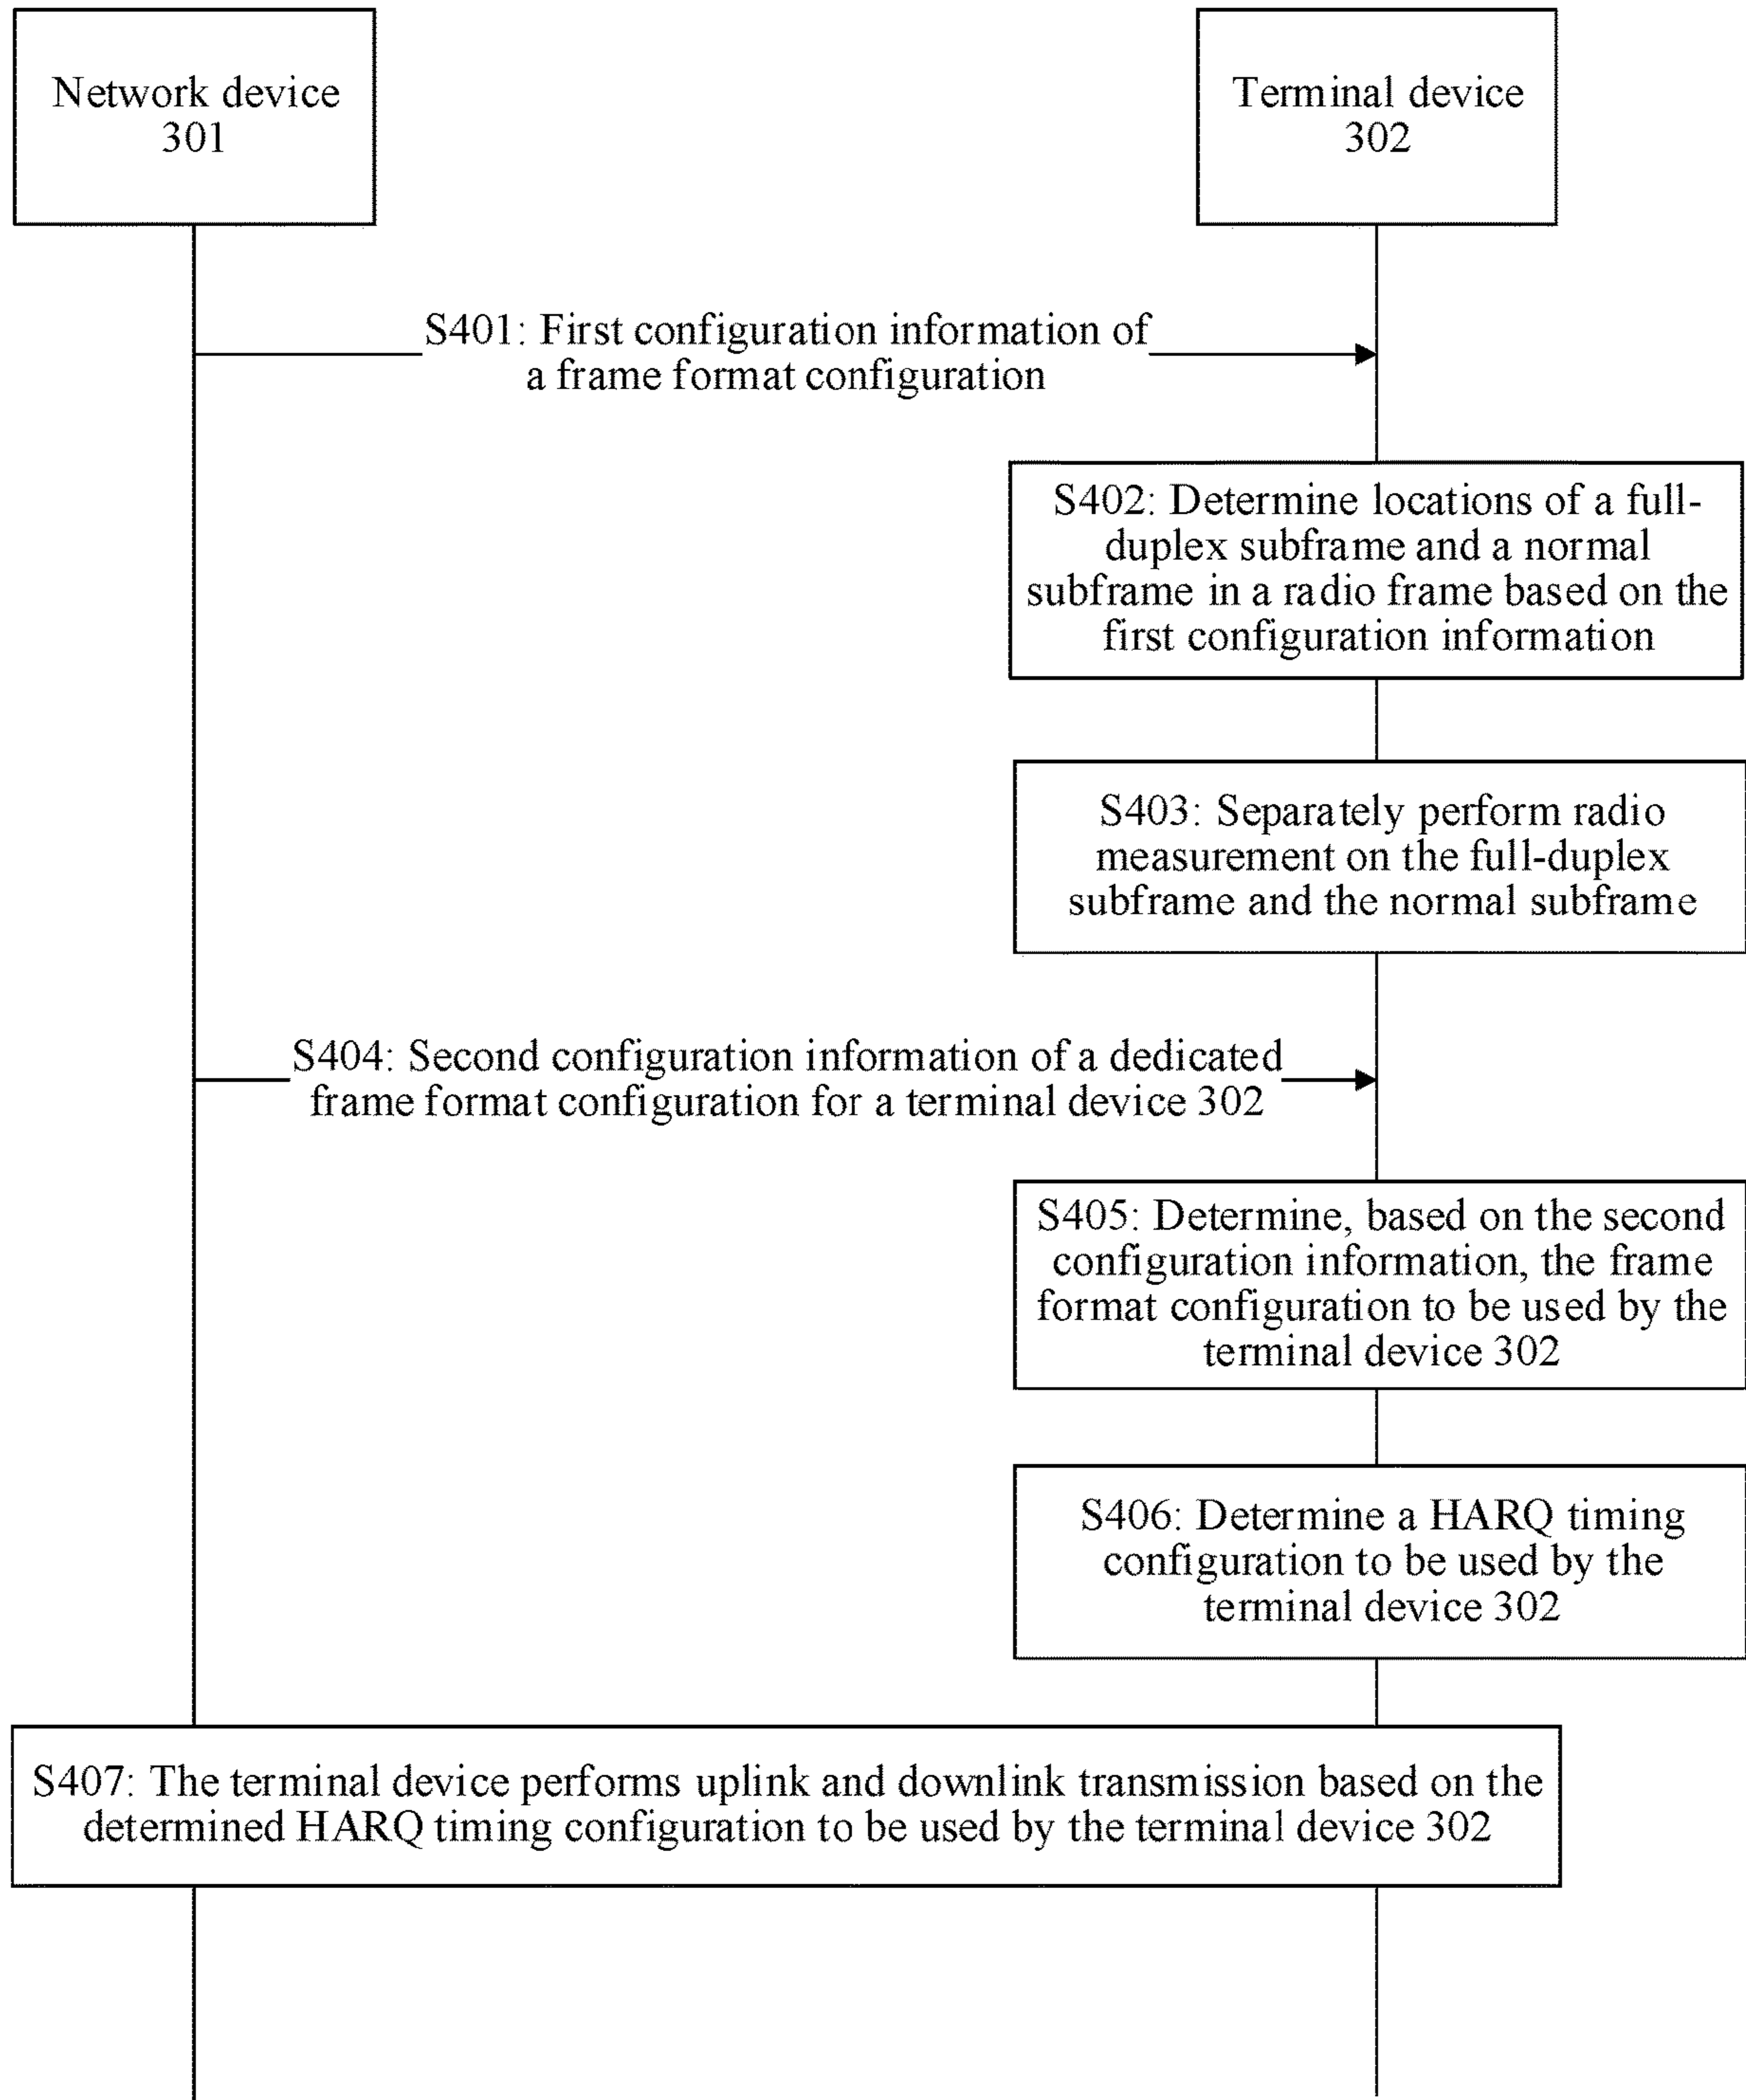 Network device
301
Terminal device
302
S401: First configuration information of
a frame format configuration
S402: Determine locations of a full-
duplex subframe and a normal
subframe in a radio frame based on the
first configuration information
S403: Separately perform radio
measurement on the full-duplex
subframe and the normal subframe
S404: Second configuration information of a dedicated
frame format configuration for a terminal device 302
S405: Determine, based on the second
configuration information, the frame
format configuration to be used by the
terminal device 302
S406: Determine a HARQ timing
configuration to be used by the
terminal device 302
S407: The terminal device performs uplink and downlink transmission based on the
determined HARQ timing configuration to be used by the terminal device 302